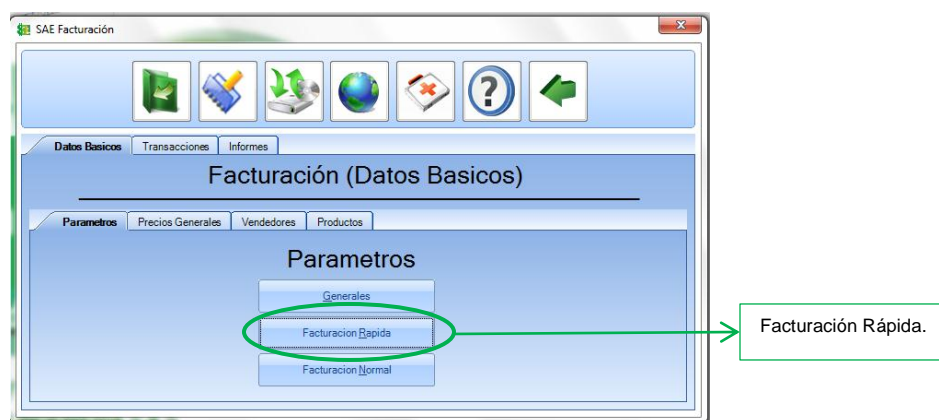 SAE Facturación
x
?
Datos Basicos Transacciones Informes
Facturación (Datos Basicos)
Parametros Precios Generales Vendedores Productos
Parametros
Generales
Facturacion Rapida
Facturación Rápida.
Facturacion Normal